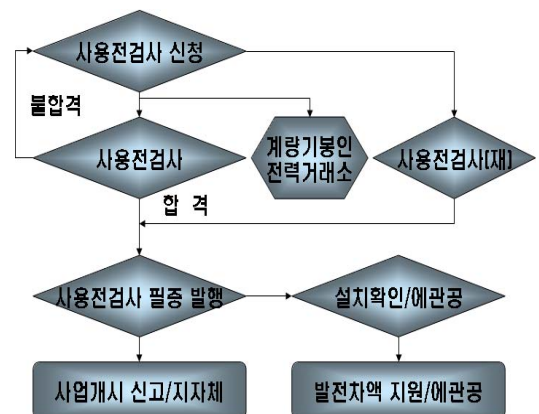 사용전검사 신청
불합격
사용전검사
계량기봉인
전력거래소
사용전검사(재)
합 격
사용전검사 필증 발행
설치확인/에관공
사업개시 신고/지자체
발전차액 지원/에관공